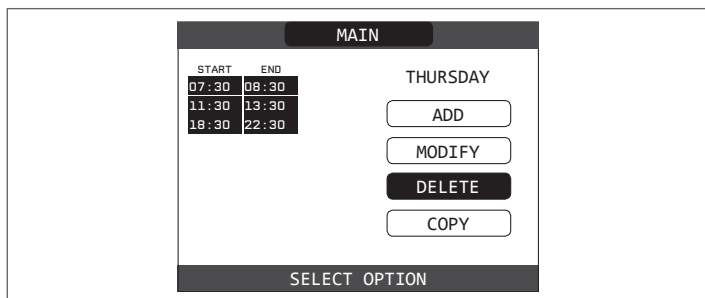 MAIN
START END
07:30 08:30
11:30 13:30
18:30 22:30
THURSDAY
ADD
MODIFY
DELETE
COPY
SELECT OPTION